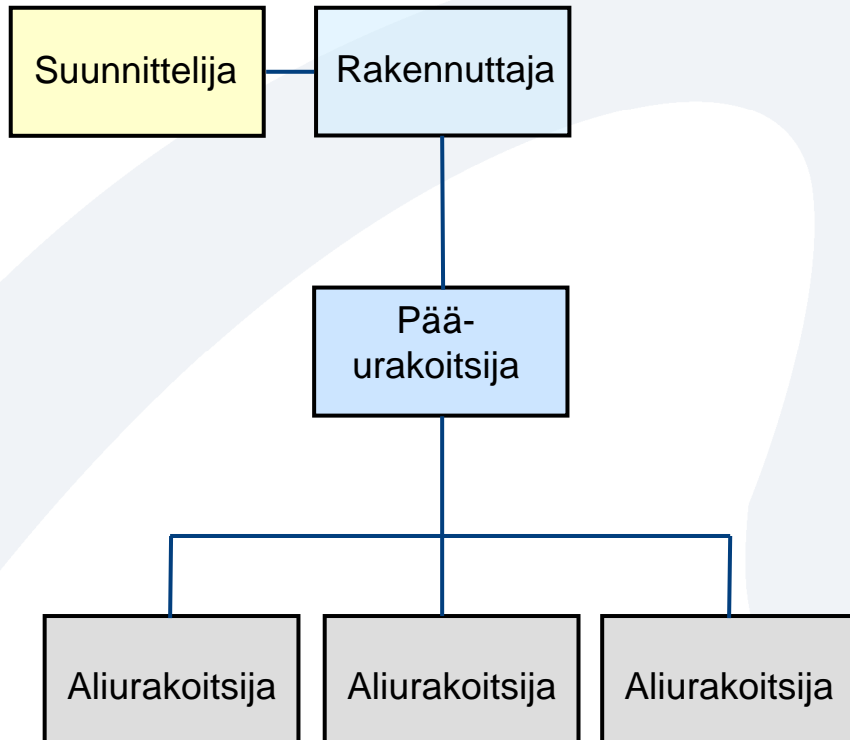 Suunnittelija
Rakennuttaja
Pää-
urakoitsija
Aliurakoitsija
Aliurakoitsija
Aliurakoitsija